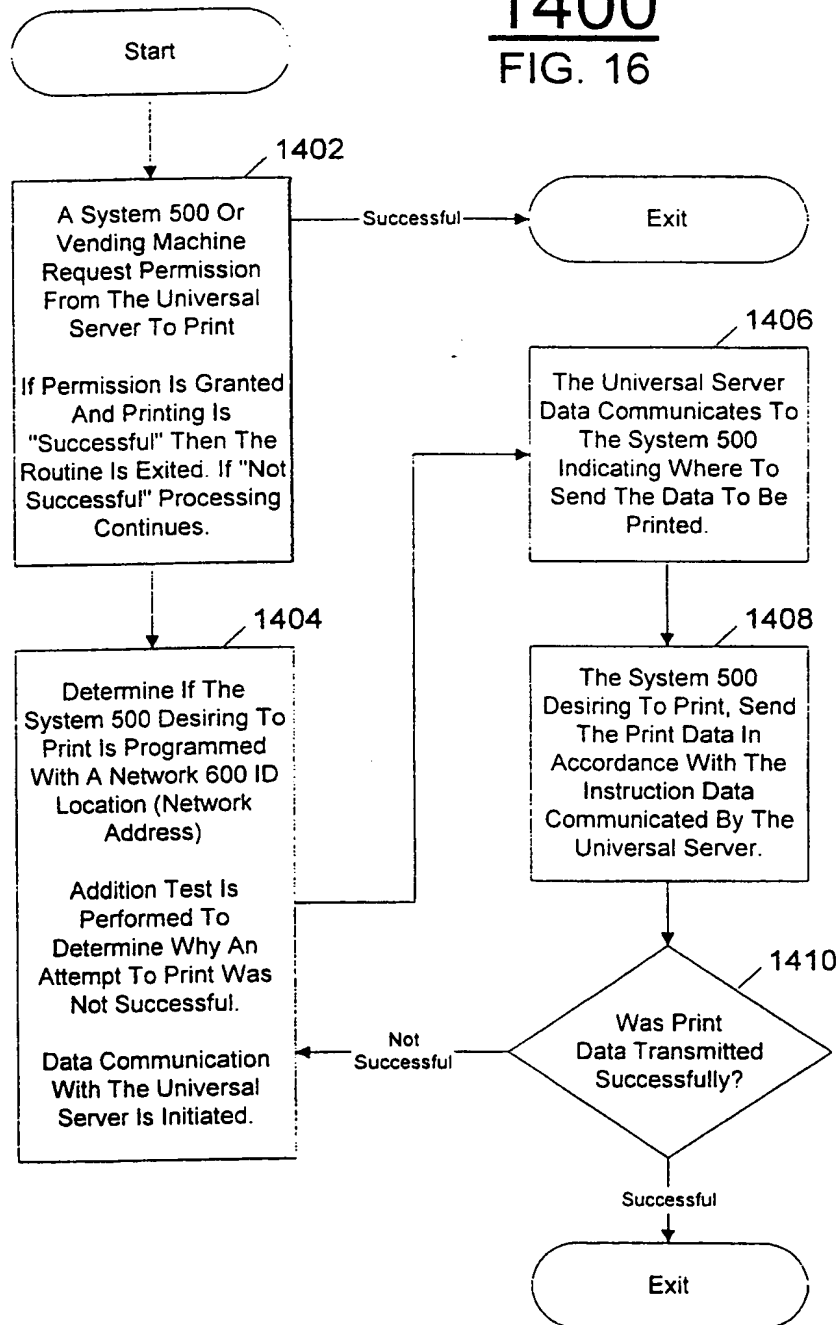 1400
FIG. 16
Start
1402
A System 500 Or
Vending Machine
Request Permission
From The Universal
Server To Print
If Permission Is Granted
And Printing Is
"Successful" Then The
Routine Is Exited. If "Not
Successful" Processing
Continues.
Successful
Exit
1404
Determine If The
System 500 Desiring To
Print Is Programmed
With A Network 600 ID
Location (Network
Address)
Addition Test Is
Performed To
Determine Why An
Attempt To Print Was
Not Successful.
Data Communication
With The Universal
Server Is Initiated.
1406
The Universal Server
Data Communicates To
The System 500
Indicating Where To
Send The Data To Be
Printed.
1408
The System 500
Desiring To Print, Send
The Print Data In
Accordance With The
Instruction Data
Communicated By The
Universal Server.
1410
Was Print
Data Transmitted
Successfully?
Not
Successful
Successful
Exit